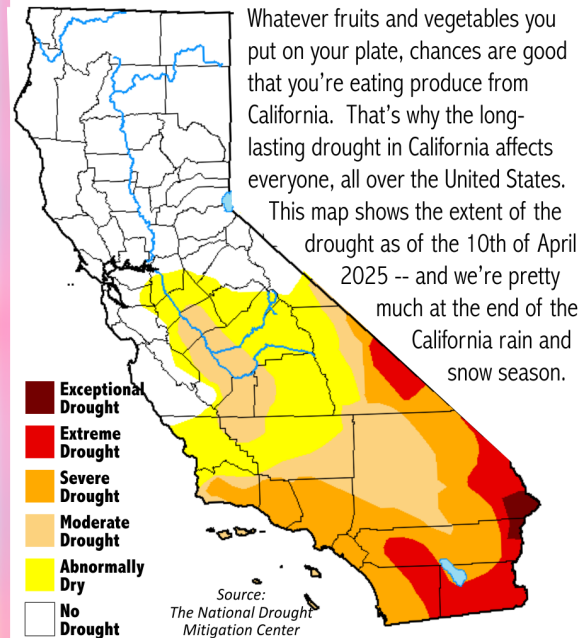 Whatever fruits and vegetables you
put on your plate, chances are good
that you're eating produce from
California.  That's why the long-
lasting drought in California affects
everyone, all over the United States.
This map shows the extent of the
drought as of the 10th of April
2025 -- and we're pretty
much at the end of the
California rain and
snow season.
Exceptional
Drought
Extreme
Drought
Severe
Drought
Moderate
Drought
Abnormally
Dry
No
Drought
Source:
The National Drought
Mitigation Center